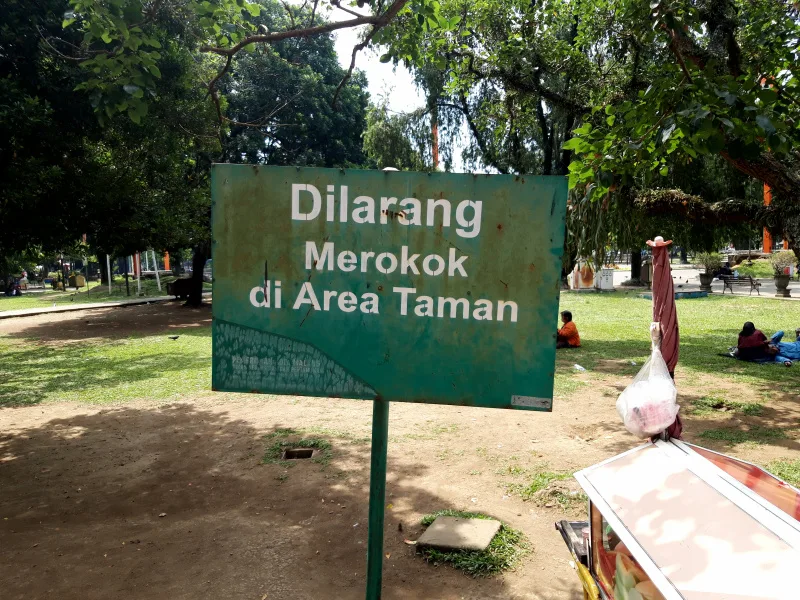 Dilarang
Merokok
di Area Taman